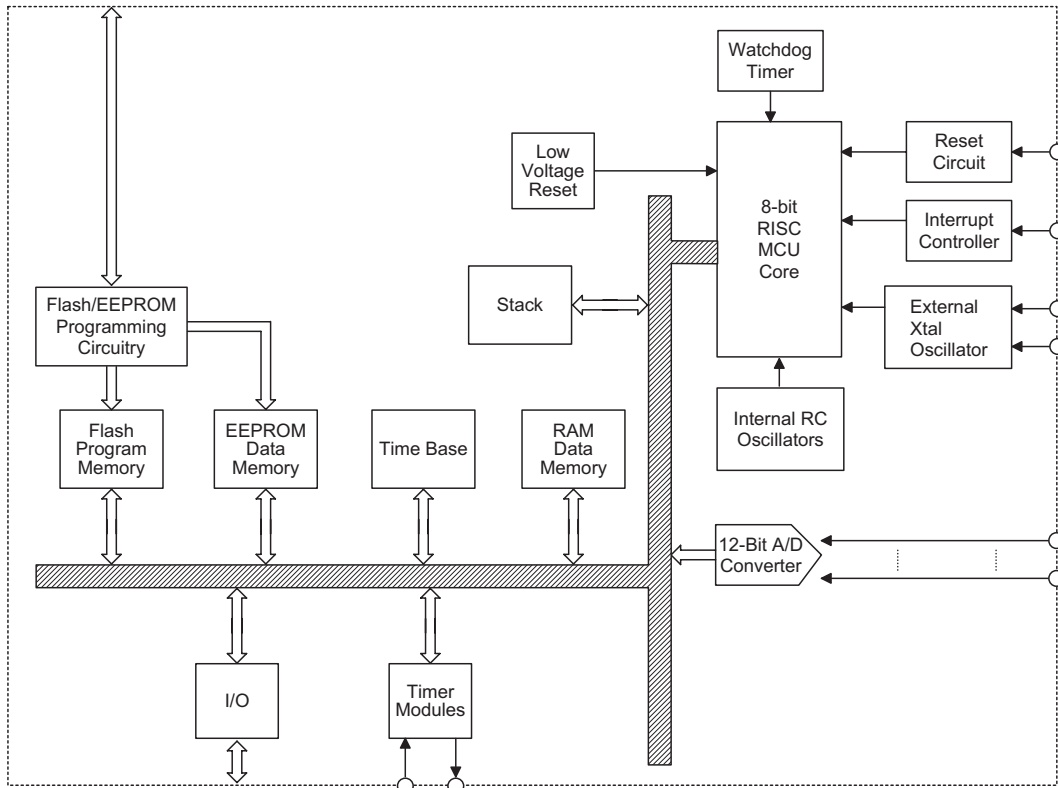 Watchdog
Timer
Low
Voltage
Reset
8-bit
RISC
MCU
Core
Reset
Circuit
Interrupt
Controller
External
Xtal
Oscillator
Stack
Flash/EEPROM
Programming
Circuitry
Internal RC
Oscillators
Flash
Program
Memory
EEPROM
Data
Memory
Time Base
RAM
Data
Memory
12-Bit A/D
Converter
I/O
Timer
Modules